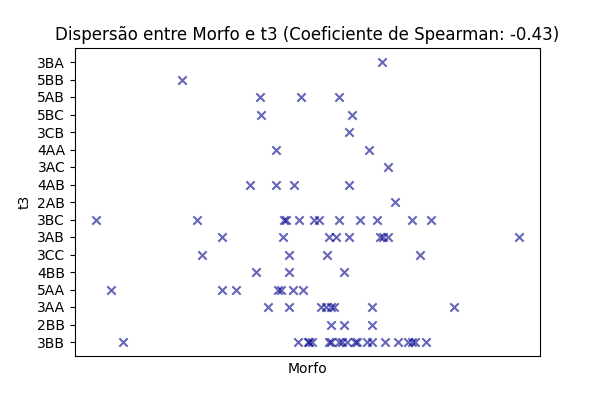 Dispersão entre Morfo e t3 (Coeficiente de Spearman: -0.43)
3BA
5BB
5AB
5BC
3CB
4AA
3AC
4AB
2AB
3BC
3AB
3CC
4BB
5AA
3AA
2BB
3BB
t3
Morfo